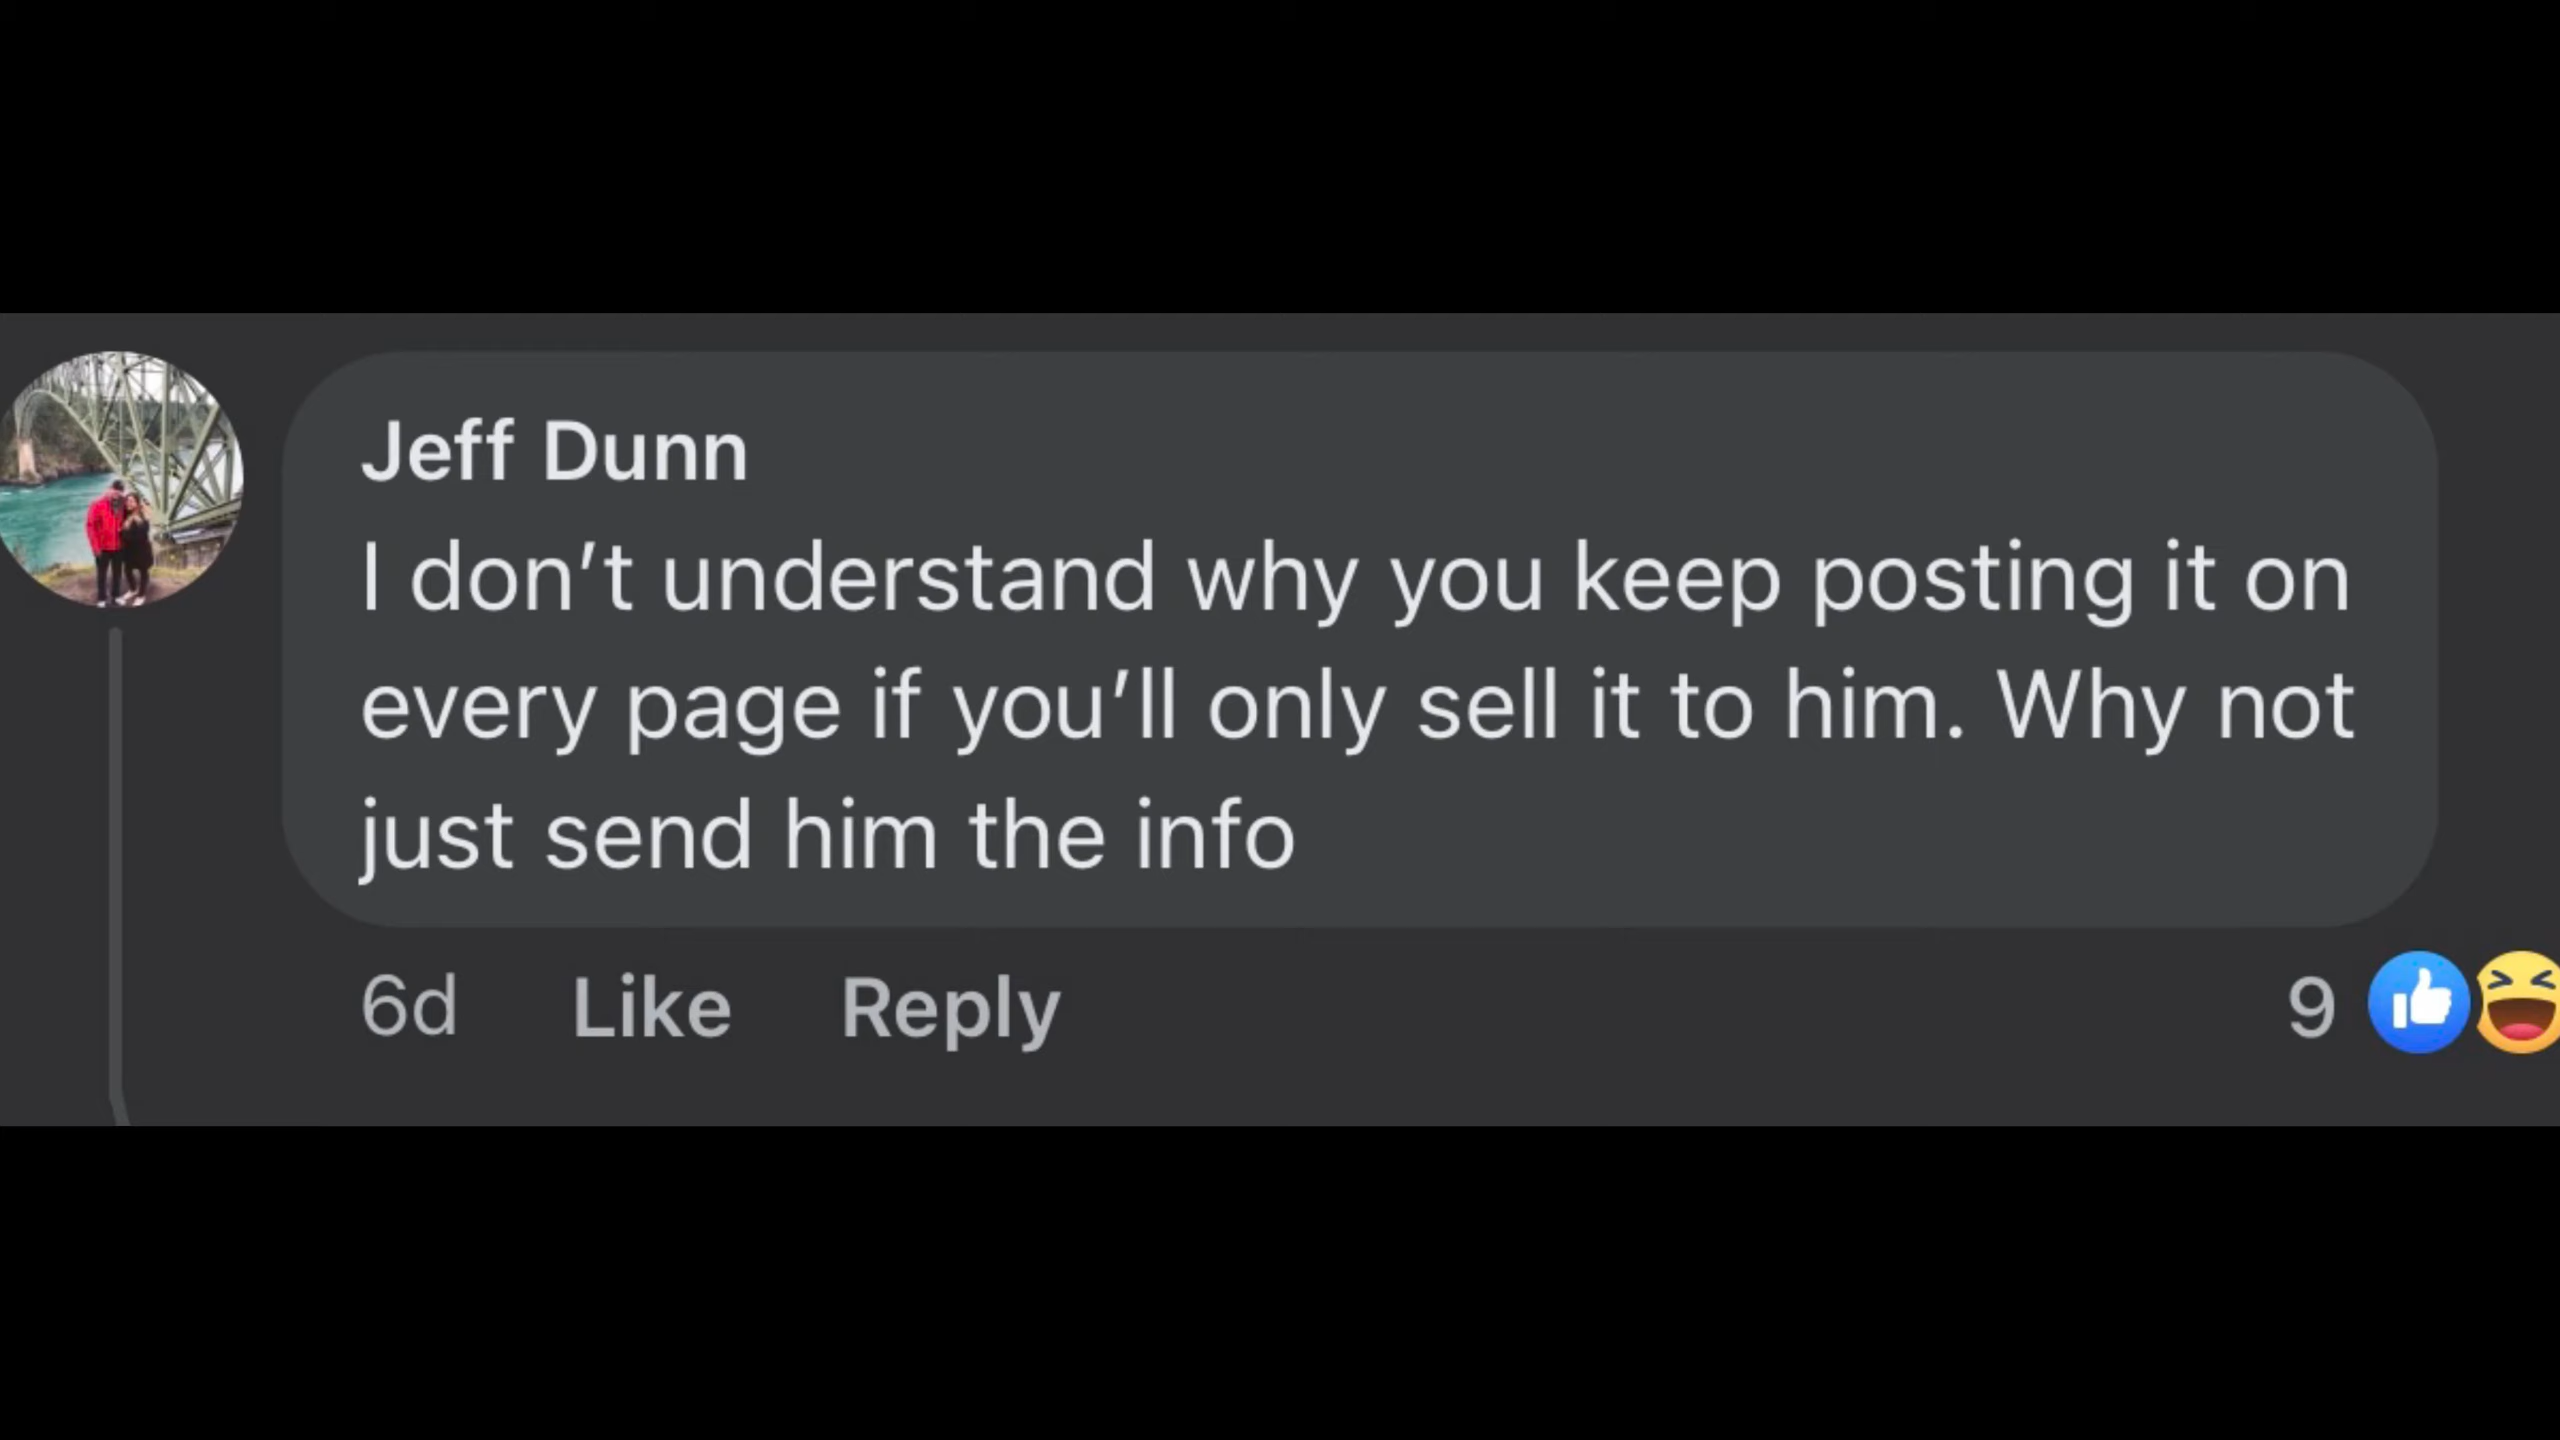 Jeff Dunn
I don’t understand why you keep posting it on
every page if you’ll only sell it to him. Why not
just send him the info
6d Like Reply 9